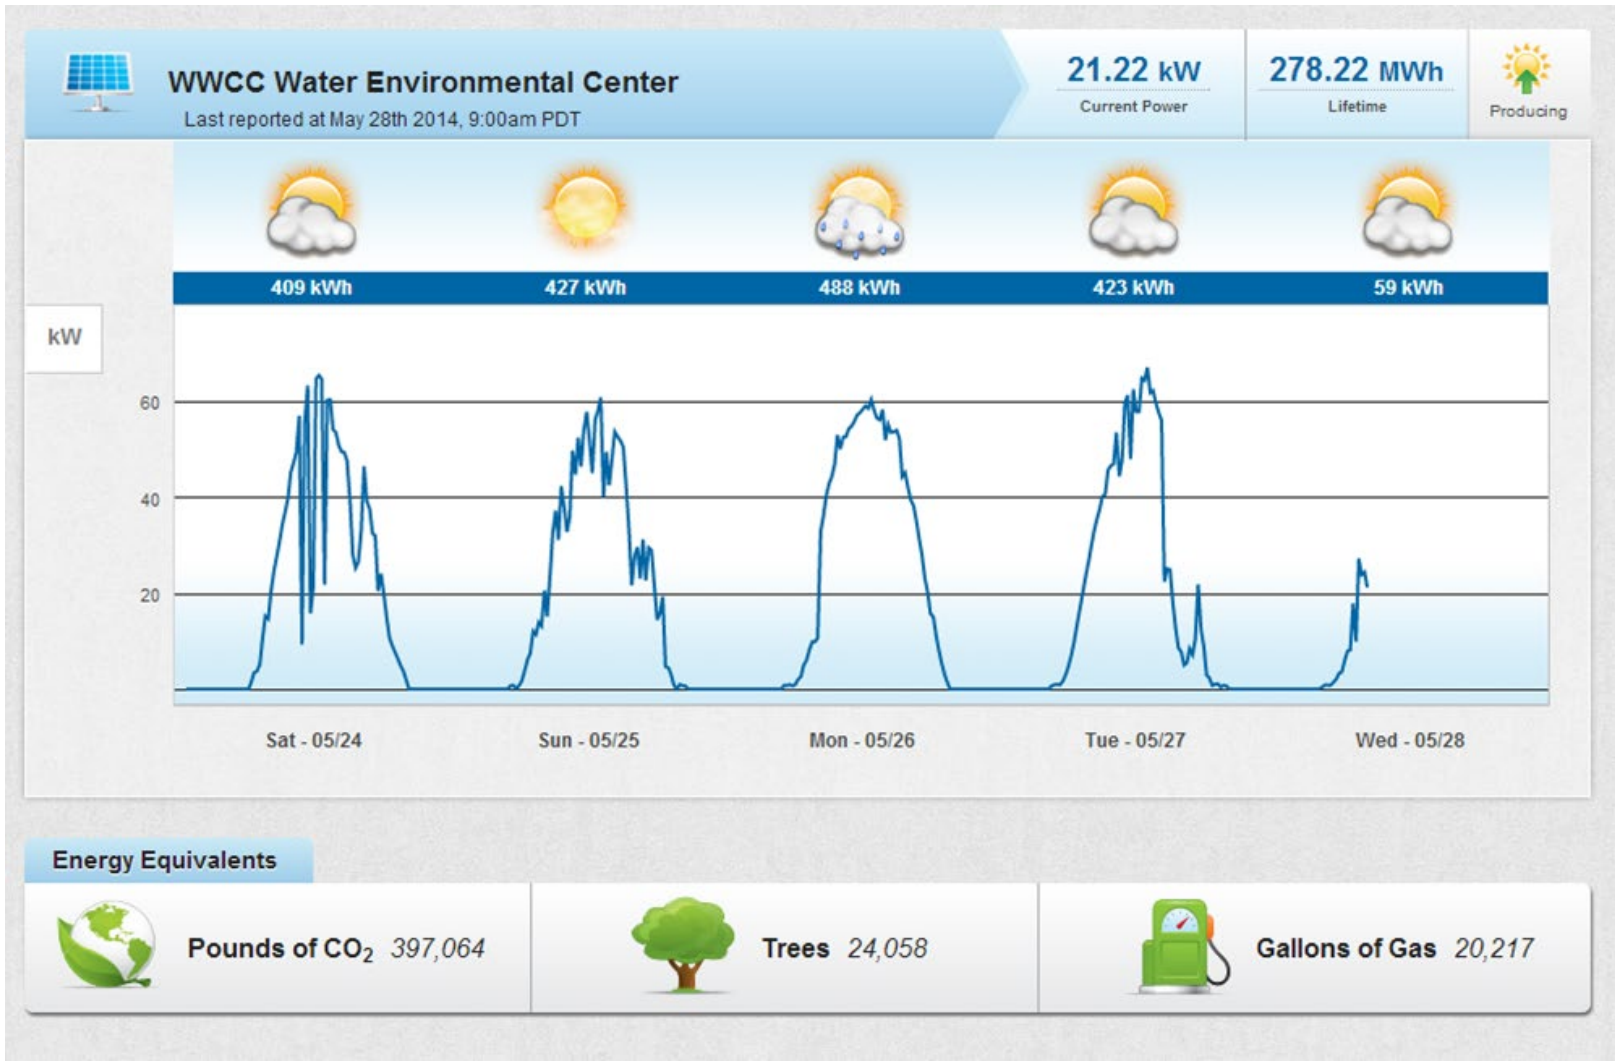 WWCC Water Environmental Center
Last reported at May 28th 2014, 9:00am PDT
21.22 kW
Current Power
278.22 MWh
Lifetime
Producing
409 kWh
427 kWh
488 kWh
423 kWh
59 kWh
kW
60
40
20
Sat - 05/24
Sun - 05/25
Mon - 05/26
Tue - 05/27
Wed - 05/28
Energy Equivalents
Pounds of CO₂ 397,064
Trees 24,058
Gallons of Gas 20,217